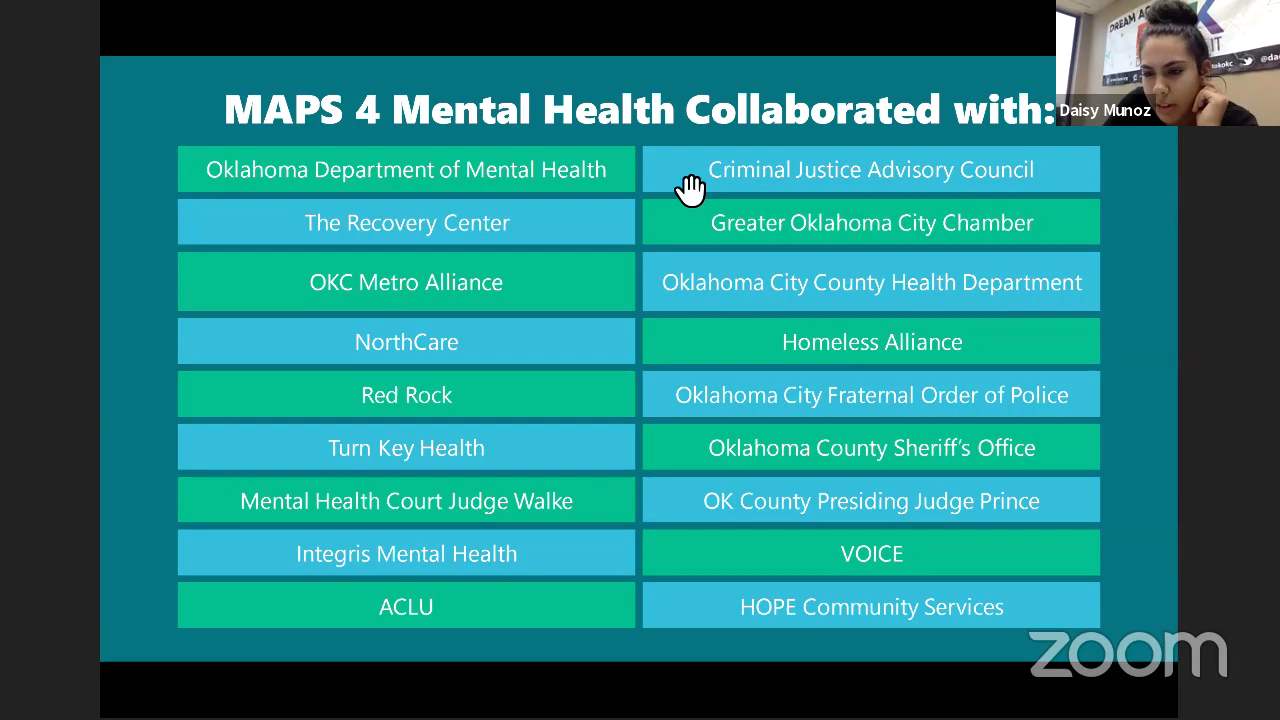 MAPS 4 Mental Health Collaborated with:
Oklahoma Department of Mental Health
Criminal Justice Advisory Council
The Recovery Center
Greater Oklahoma City Chamber
OKC Metro Alliance
Oklahoma City County Health Department
NorthCare
Homeless Alliance
Red Rock
Oklahoma City Fraternal Order of Police
Turn Key Health
Oklahoma County Sheriff's Office
Mental Health Court Judge Walke
OK County Presiding Judge Prince
Integris Mental Health
VOICE
ACLU
HOPE Community Services
DREAM
Daisy Munoz
zoom